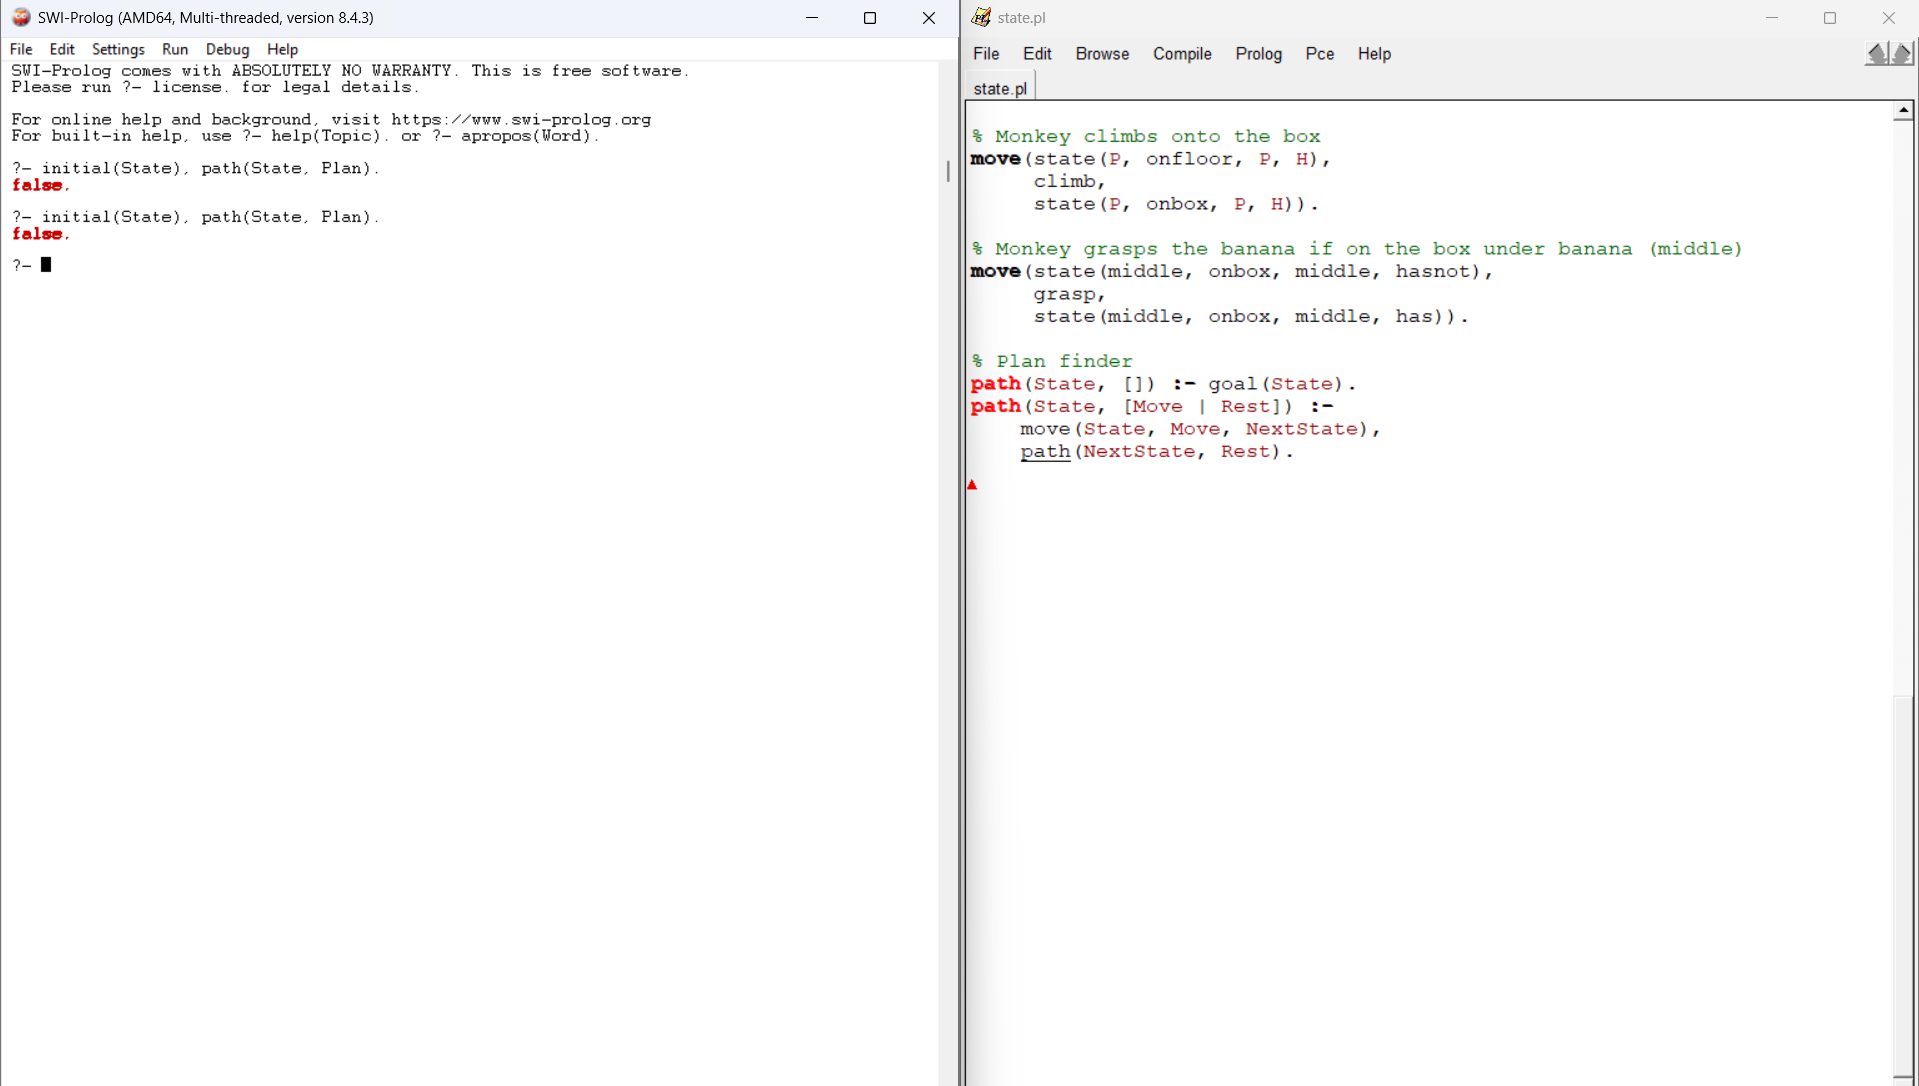 SWI-Prolog (AMD64, Multi-threaded, version 8.4.3)
File Edit Settings Run Debug Help
SWI-Prolog comes with ABSOLUTELY NO WARRANTY. This is free software.
Please run ?- license. for legal details.
For online help and background, visit https://www.swi-prolog.org
For built-in help, use ?- help(Topic). or ?- apropos(Word).
?- initial(State), path(State, Plan).
false.
?- initial(State), path(State, Plan).
false.
?-
state.pl
File Edit Browse Compile Prolog Pce Help
state.pl
% Monkey climbs onto the box
move(state(P, onfloor, P, H),
climb,
state(P, onbox, P, H)).
% Monkey grasps the banana if on the box under banana (middle)
move(state(middle, onbox, middle, hasnot),
grasp,
state(middle, onbox, middle, has)).
% Plan finder
path(State, []) :- goal(State).
path(State, [Move | Rest]) :-
move(State, Move, NextState),
path(NextState, Rest).